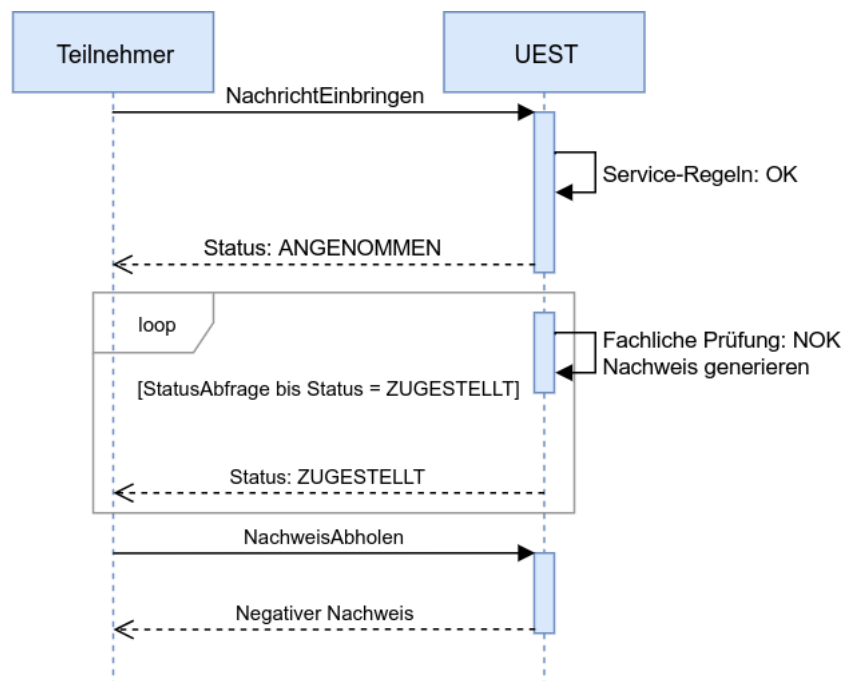 Teilnehmer
UEST
NachrichtEinbringen
Service-Regeln: OK
Status: ANGENOMMEN
loop
Fachliche Prüfung: NOK
Nachweis generieren
[StatusAbfrage bis Status = ZUGESTELLT]
Status: ZUGESTELLT
NachweisAbholen
Negativer Nachweis